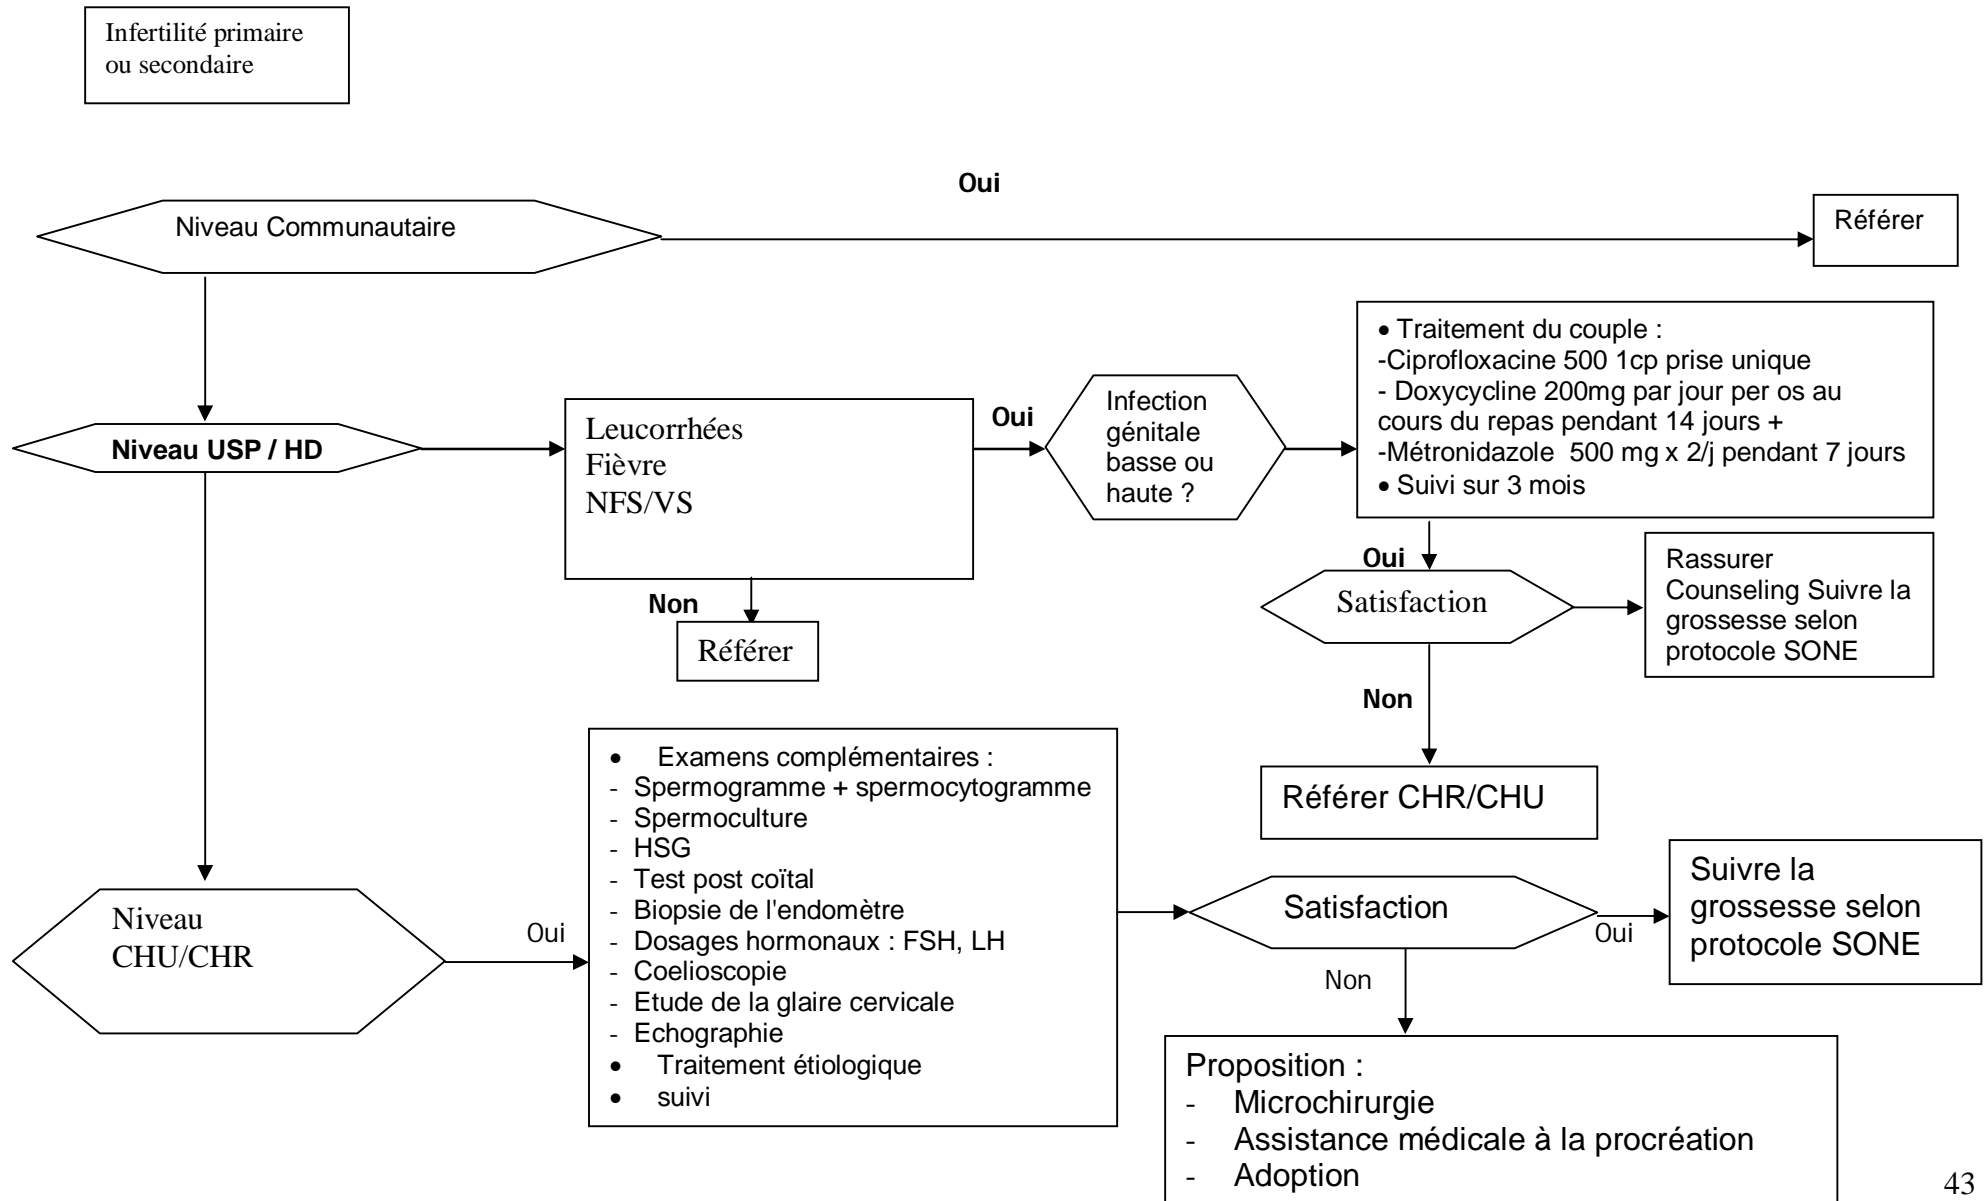 Infertilité primaire
ou secondaire
Oui
Niveau Communautaire
Référer
• Traitement du couple :
-Ciprofloxacine 500 1cp prise unique
- Doxycycline 200mg par jour per os au
cours du repas pendant 14 jours +
-Métronidazole 500 mg x 2/j pendant 7 jours
• Suivi sur 3 mois
Niveau USP / HD
Leucorrhées
Fièvre
NFS/VS
Oui
Infection
génitale
basse ou
haute ?
Oui
Satisfaction
Rassurer
Counseling Suivre la
grossesse selon
protocole SONE
Non
Référer
Non
Référer CHR/CHU
Niveau
CHU/CHR
Oui
• Examens complémentaires :
- Spermogramme + spermocytogramme
- Spermoculture
- HSG
- Test post coïtal
- Biopsie de l'endomètre
- Dosages hormonaux : FSH, LH
- Coelioscopie
- Etude de la glaire cervicale
- Echographie
• Traitement étiologique
• suivi
Satisfaction
Oui
Suivre la
grossesse selon
protocole SONE
Non
Proposition :
- Microchirurgie
- Assistance médicale à la procréation
- Adoption
43